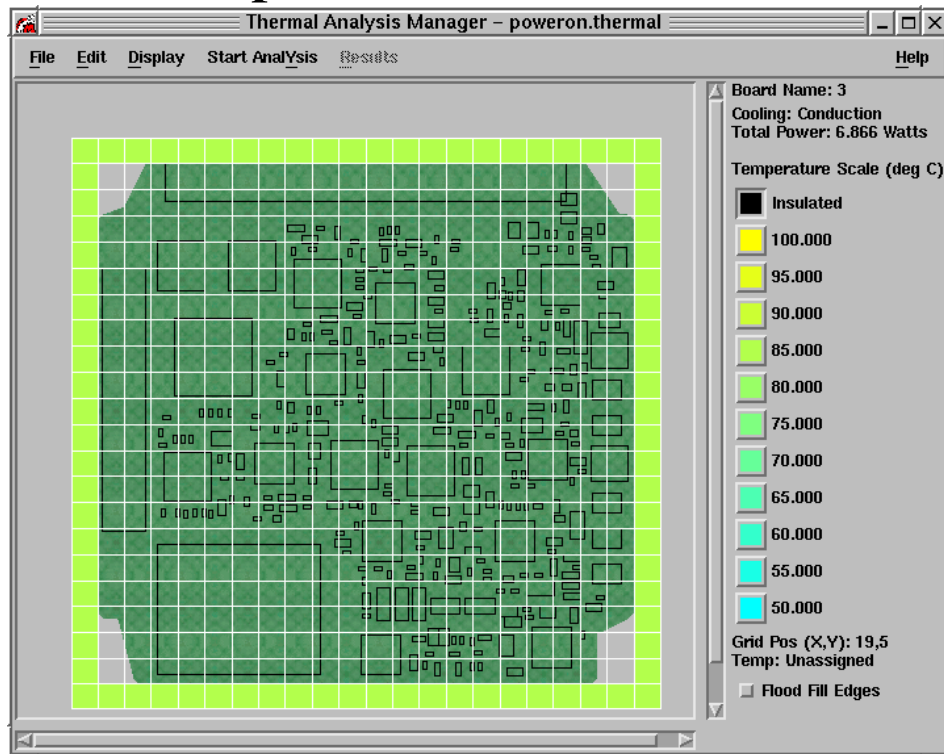 Thermal Analysis Manager – poweron.thermal
File Edit Display Start AnalYsis Results Help
Board Name: 3
Cooling: Conduction
Total Power: 6.866 Watts
Temperature Scale (deg C)
Insulated
100.000
95.000
90.000
85.000
80.000
75.000
70.000
65.000
60.000
55.000
50.000
Grid Pos (X,Y): 19,5
Temp: Unassigned
Flood Fill Edges